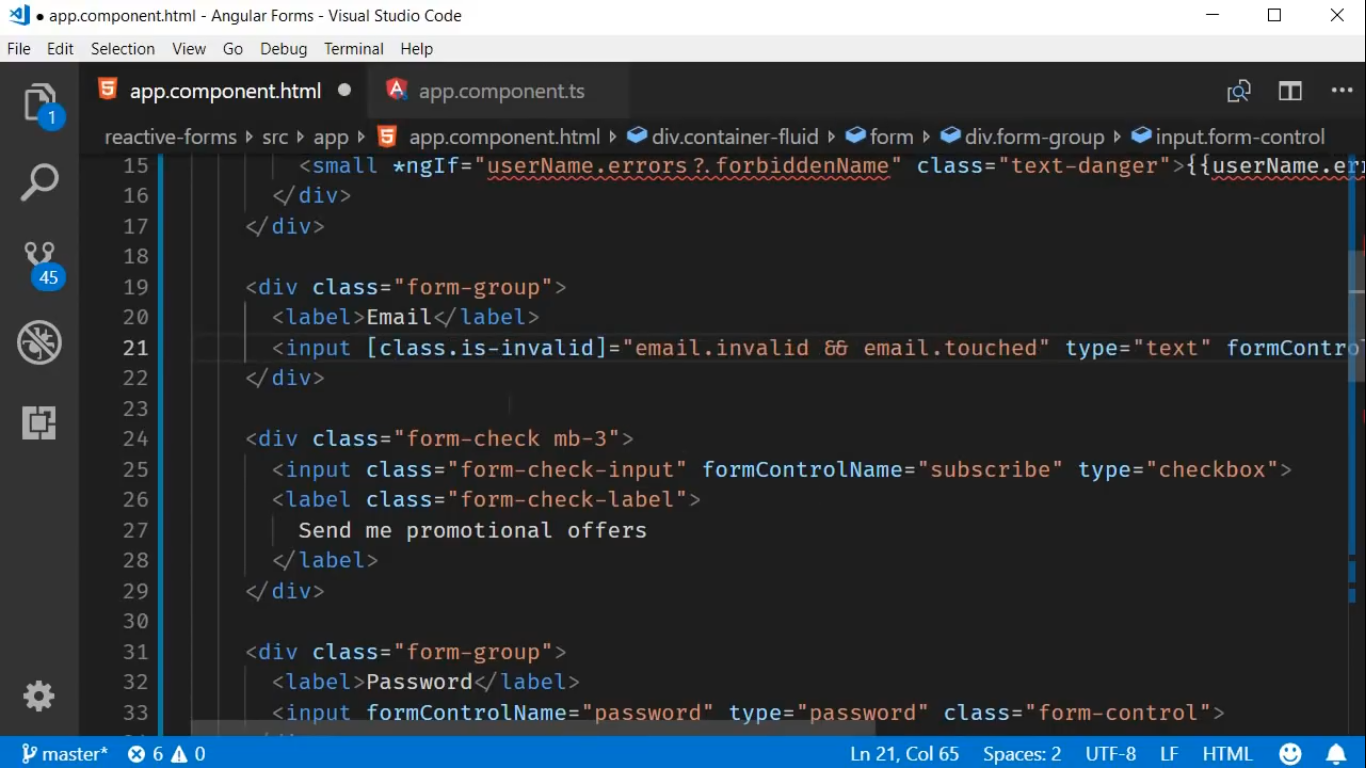 app.component.html - Angular Forms - Visual Studio Code
File Edit Selection View Go Debug Terminal Help
1
app.component.html
app.component.ts
reactive-forms > src > app > app.component.html > div.container-fluid > form > div.form-group > input.form-control
15 <small *ngIf="userName.errors?.forbiddenName" class="text-danger">{{userName.err
16 </div>
17 </div>
18
19 <div class="form-group">
20 <label>Email</label>
21 <input [class.is-invalid]="email.invalid && email.touched" type="text" formContro
22 </div>
23
24 <div class="form-check mb-3">
25 <input class="form-check-input" formControlName="subscribe" type="checkbox">
26 <label class="form-check-label">
27 Send me promotional offers
28 </label>
29 </div>
30
31 <div class="form-group">
32 <label>Password</label>
33 <input formControlName="password" type="password" class="form-control">
45
master* 6 0 Ln 21, Col 65 Spaces: 2 UTF-8 LF HTML